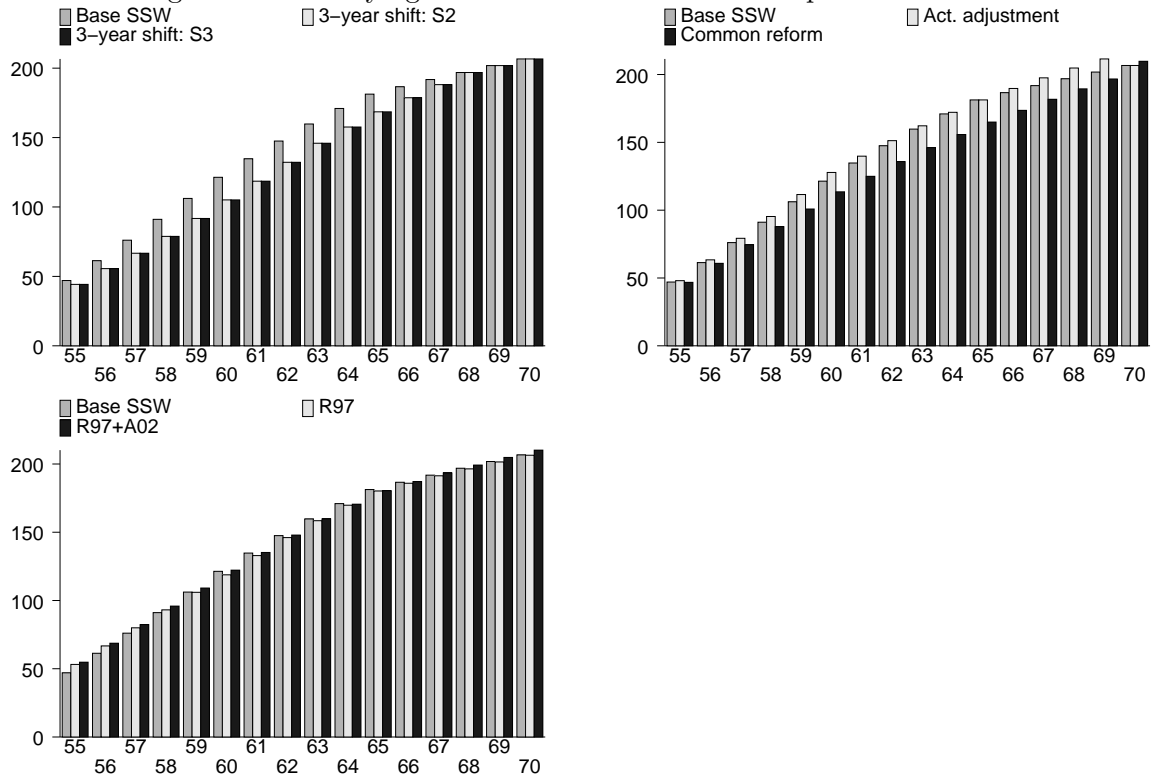 Base SSW 3−year shift: S2
3−year shift: S3
200
150
100
50
0
55 57 59 61 63 65 67 69
56 58 60 62 64 66 68 70
Base SSW Act. adjustment
Common reform
200
150
100
50
0
55 57 59 61 63 65 67 69
56 58 60 62 64 66 68 70
Base SSW R97
R97+A02
200
150
100
50
0
55 57 59 61 63 65 67 69
56 58 60 62 64 66 68 70